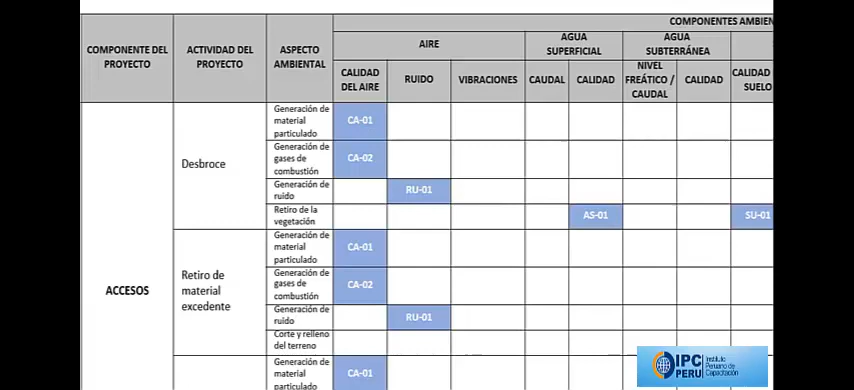 COMPONENTES AMBIEN
COMPONENTE DEL
PROYECTO
ACTIVIDAD DEL
PROYECTO
ASPECTO
AMBIENTAL
AIRE
AGUA
SUPERFICIAL
AGUA
SUBTERRÁNEA
CALIDAD
DEL AIRE
RUIDO
VIBRACIONES
CAUDAL
CALIDAD
NIVEL
FREÁTICO /
CAUDAL
CALIDAD
CALIDAD
SUELO
ACCESOS
Desbroce
Generación de
material
particulado
CA-01
Generación de
gases de
combustión
CA-02
Generación de
ruido
RU-01
Retiro de la
vegetación
AS-01
SU-01
Retiro de
material
excedente
Generación de
material
particulado
CA-01
Generación de
gases de
combustión
CA-02
Generación de
ruido
RU-01
Corte y relleno
del terreno
Generación de
material
particulado
CA-01
IPC
PERU
Instituto
Peruano de
Capacitación